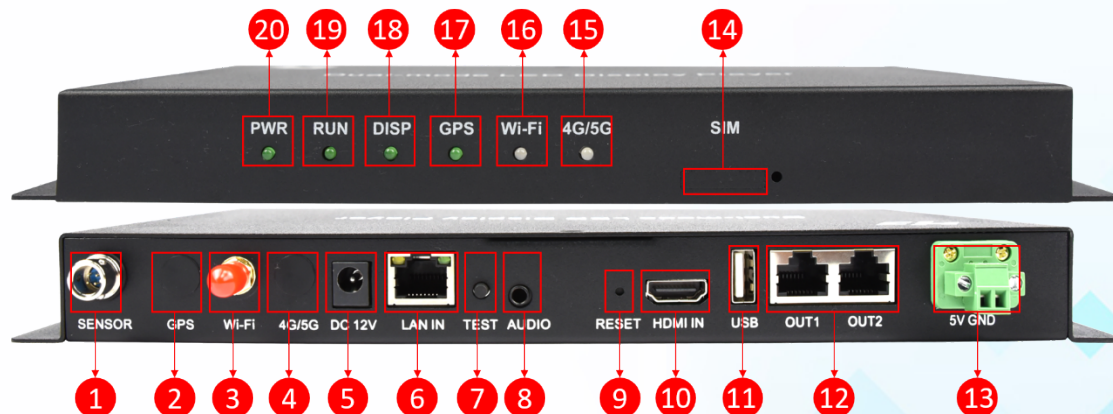 20 19 18 17 16 15 14
PWR RUN DISP GPS Wi-Fi 4G/5G SIM
SENSOR GPS Wi-Fi 4G/5G DC 12V LAN IN TEST AUDIO RESET HDMI IN USB OUT1 OUT2 5V GND
1 2 3 4 5 6 7 8 9 10 11 12 13